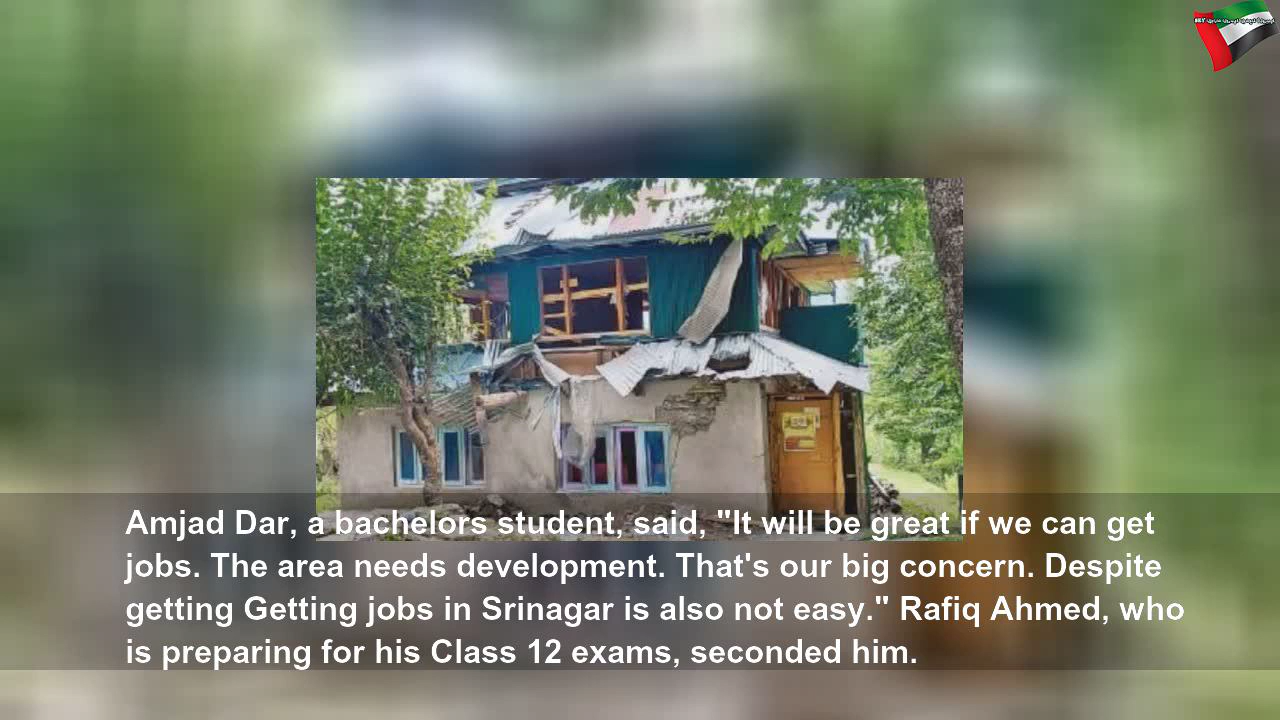 Amjad Dar, a bachelors student, said, "It will be great if we can get
jobs. The area needs development. That's our big concern. Despite
getting Getting jobs in Srinagar is also not easy." Rafiq Ahmed, who
is preparing for his Class 12 exams, seconded him.